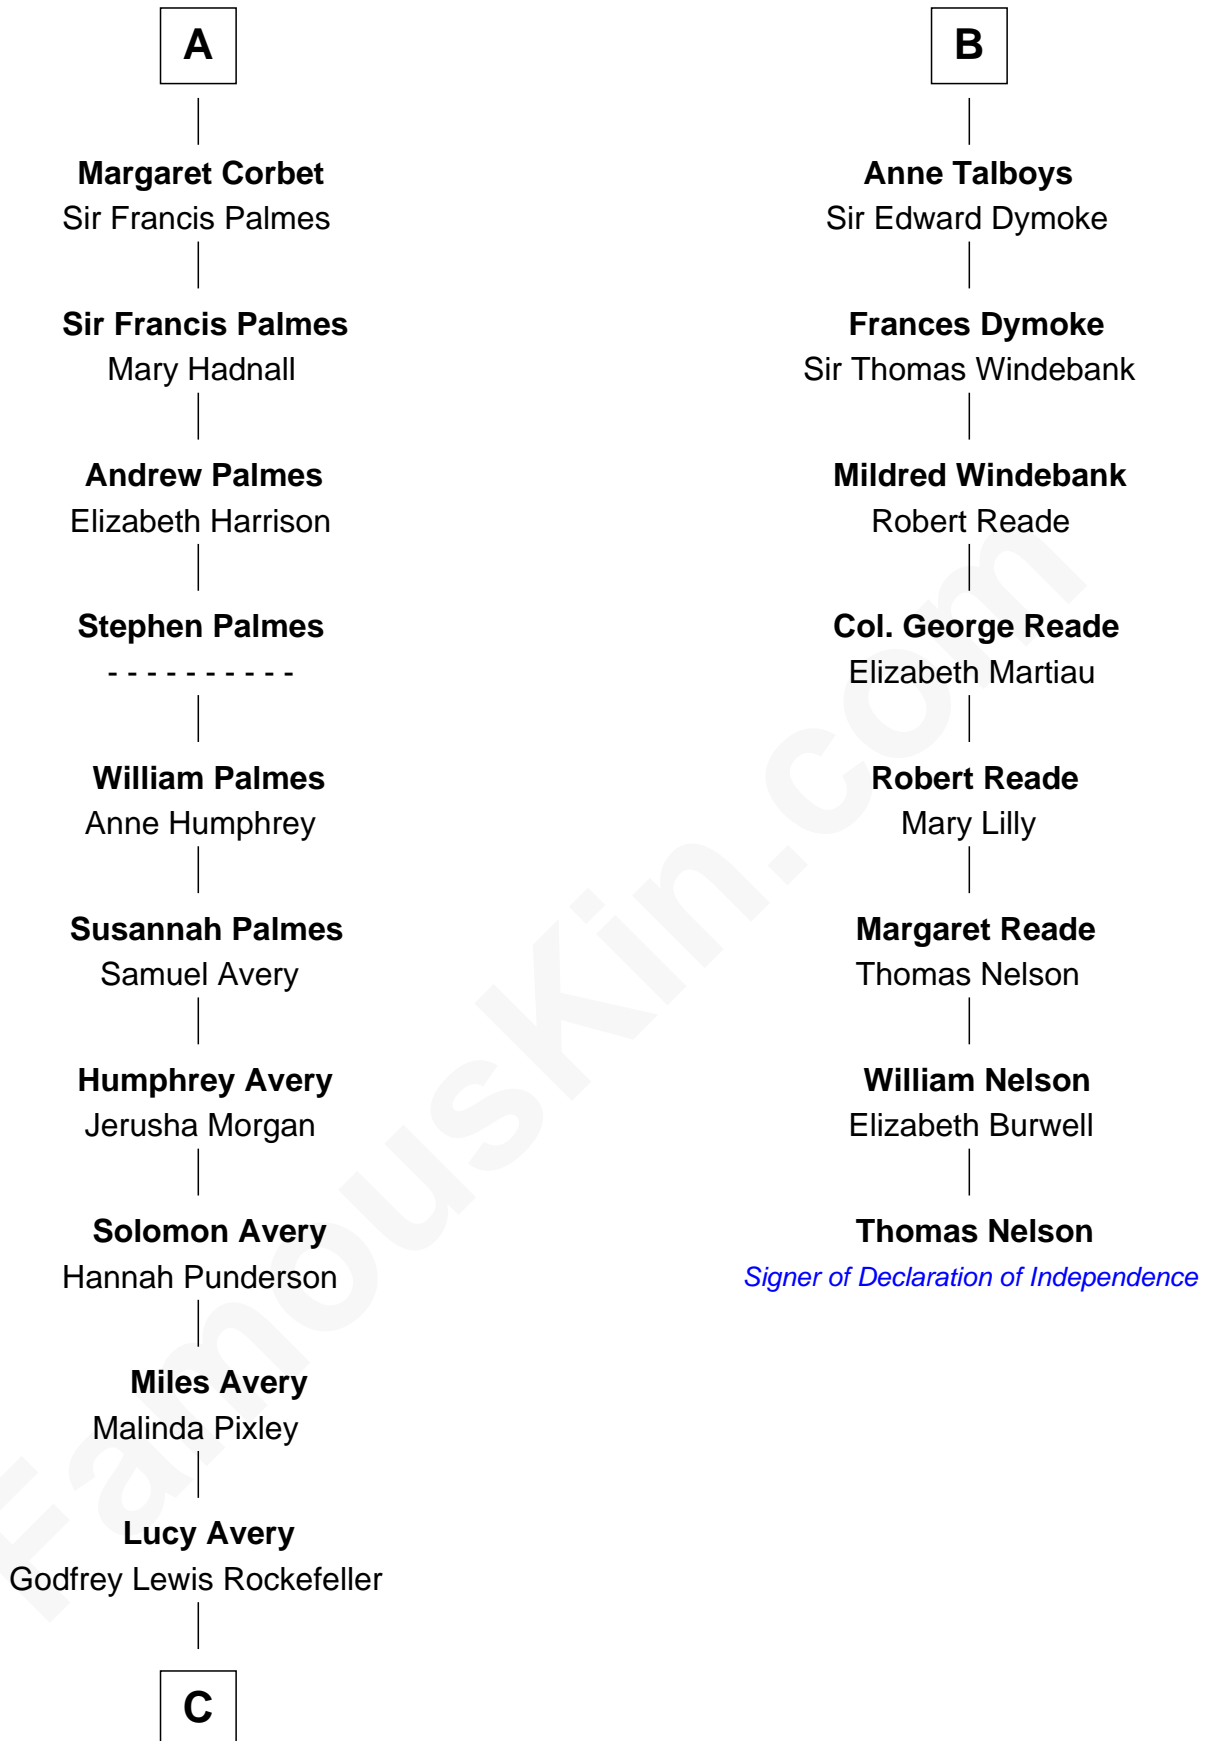 A
Margaret Corbet
Sir Francis Palmes
Sir Francis Palmes
Mary Hadnall
Andrew Palmes
Elizabeth Harrison
Stephen Palmes
- - - - - - - - - -
William Palmes
Anne Humphrey
Susannah Palmes
Samuel Avery
Humphrey Avery
Jerusha Morgan
Solomon Avery
Hannah Punderson
Miles Avery
Malinda Pixley
Lucy Avery
Godfrey Lewis Rockefeller
C
B
Anne Talboys
Sir Edward Dymoke
Frances Dymoke
Sir Thomas Windebank
Mildred Windebank
Robert Reade
Col. George Reade
Elizabeth Martiau
Robert Reade
Mary Lilly
Margaret Reade
Thomas Nelson
William Nelson
Elizabeth Burwell
Thomas Nelson
Signer of Declaration of Independence
FamousKin.com